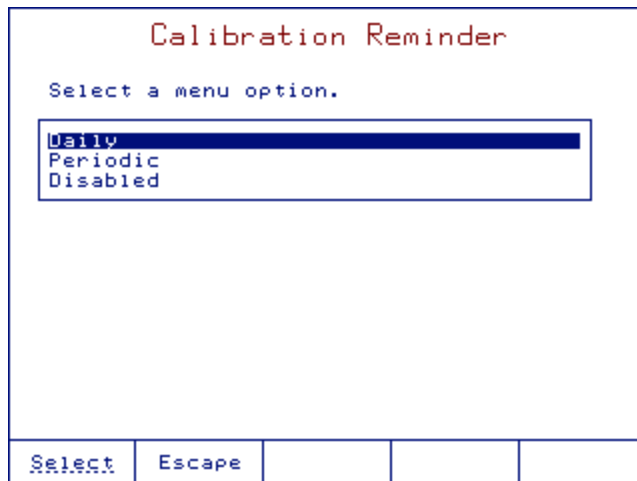 Calibration Reminder
Select a menu option.
Daily
Periodic
Disabled
Select Escape